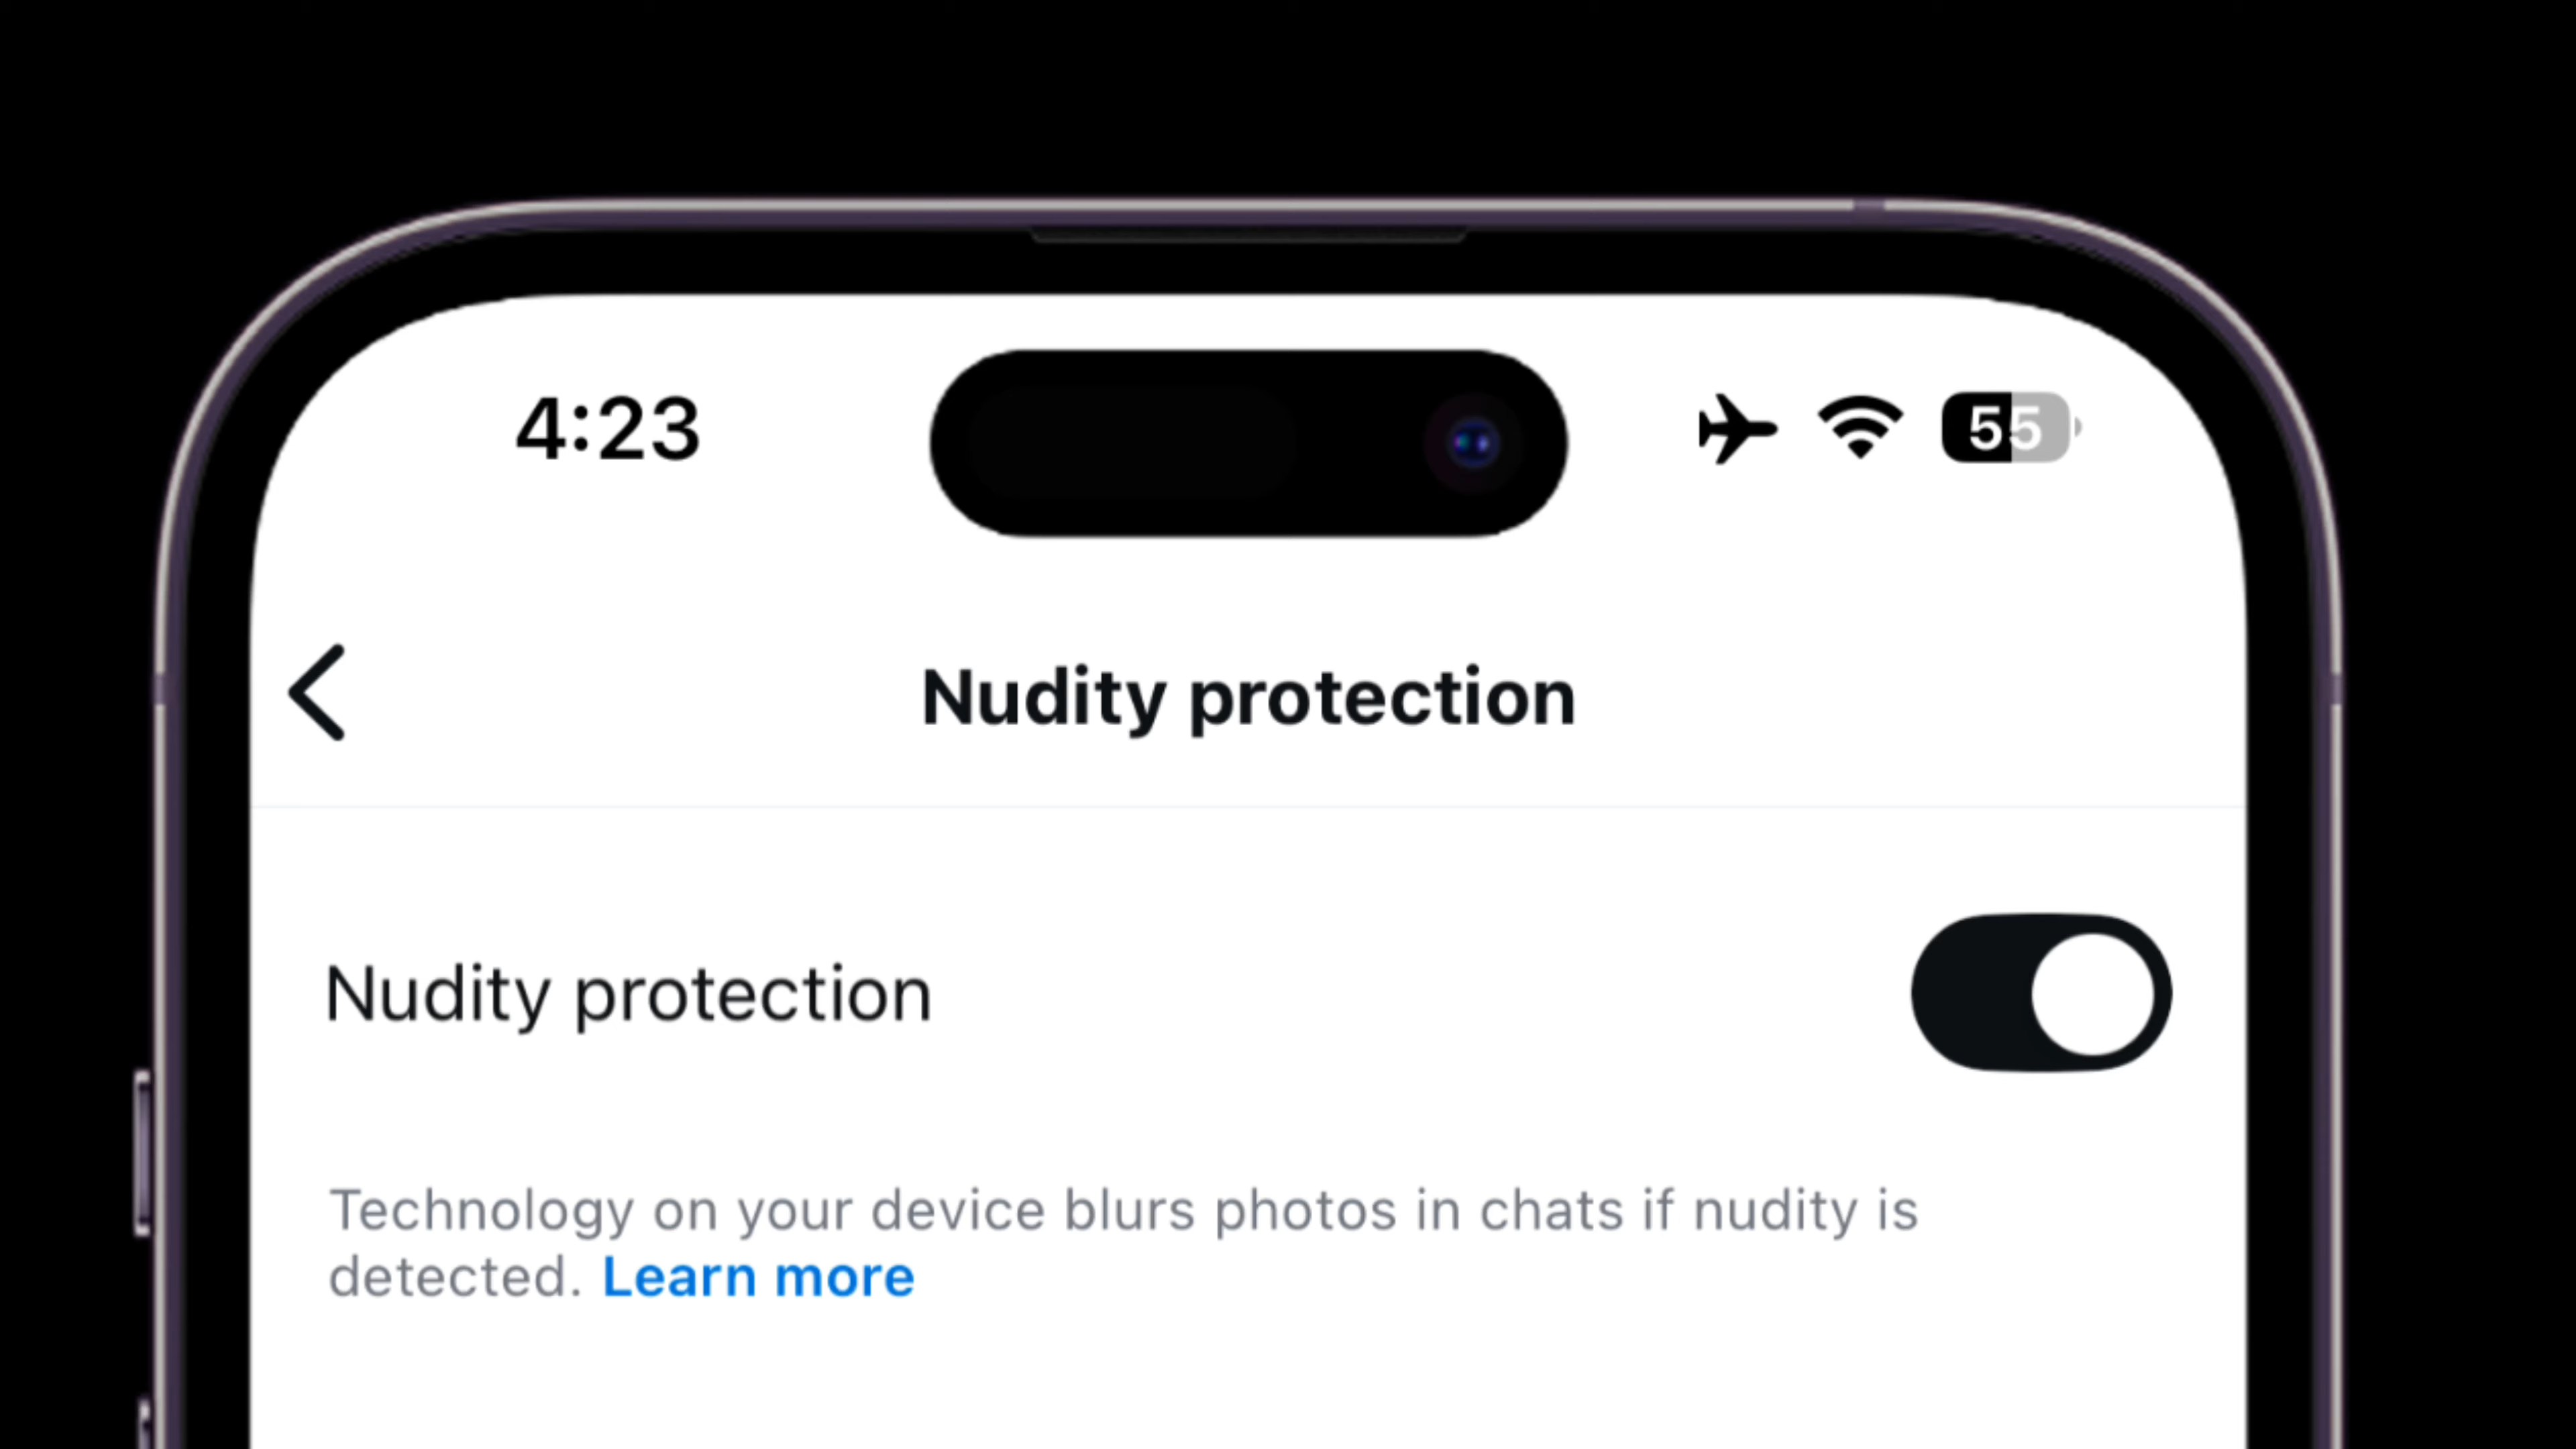 4:23
55
Nudity protection
Nudity protection
Technology on your device blurs photos in chats if nudity is
detected. Learn more